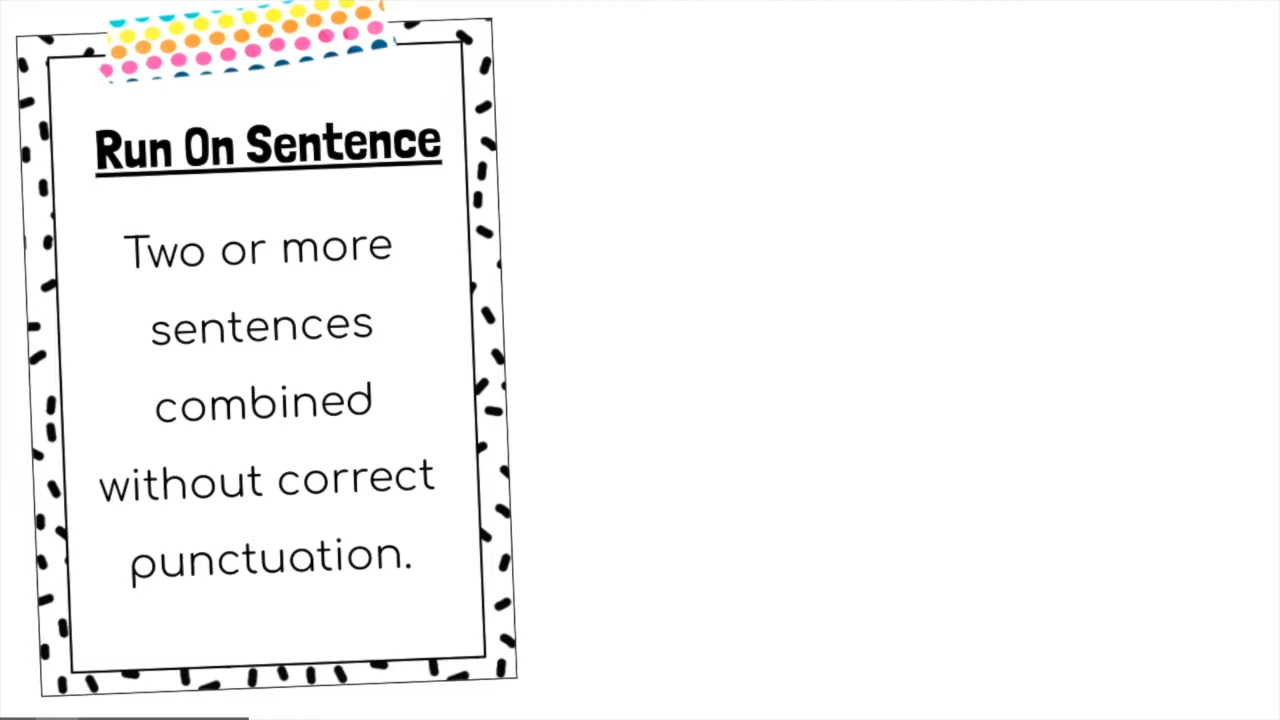 Run On Sentence
Two or more
sentences
combined
without correct
punctuation.